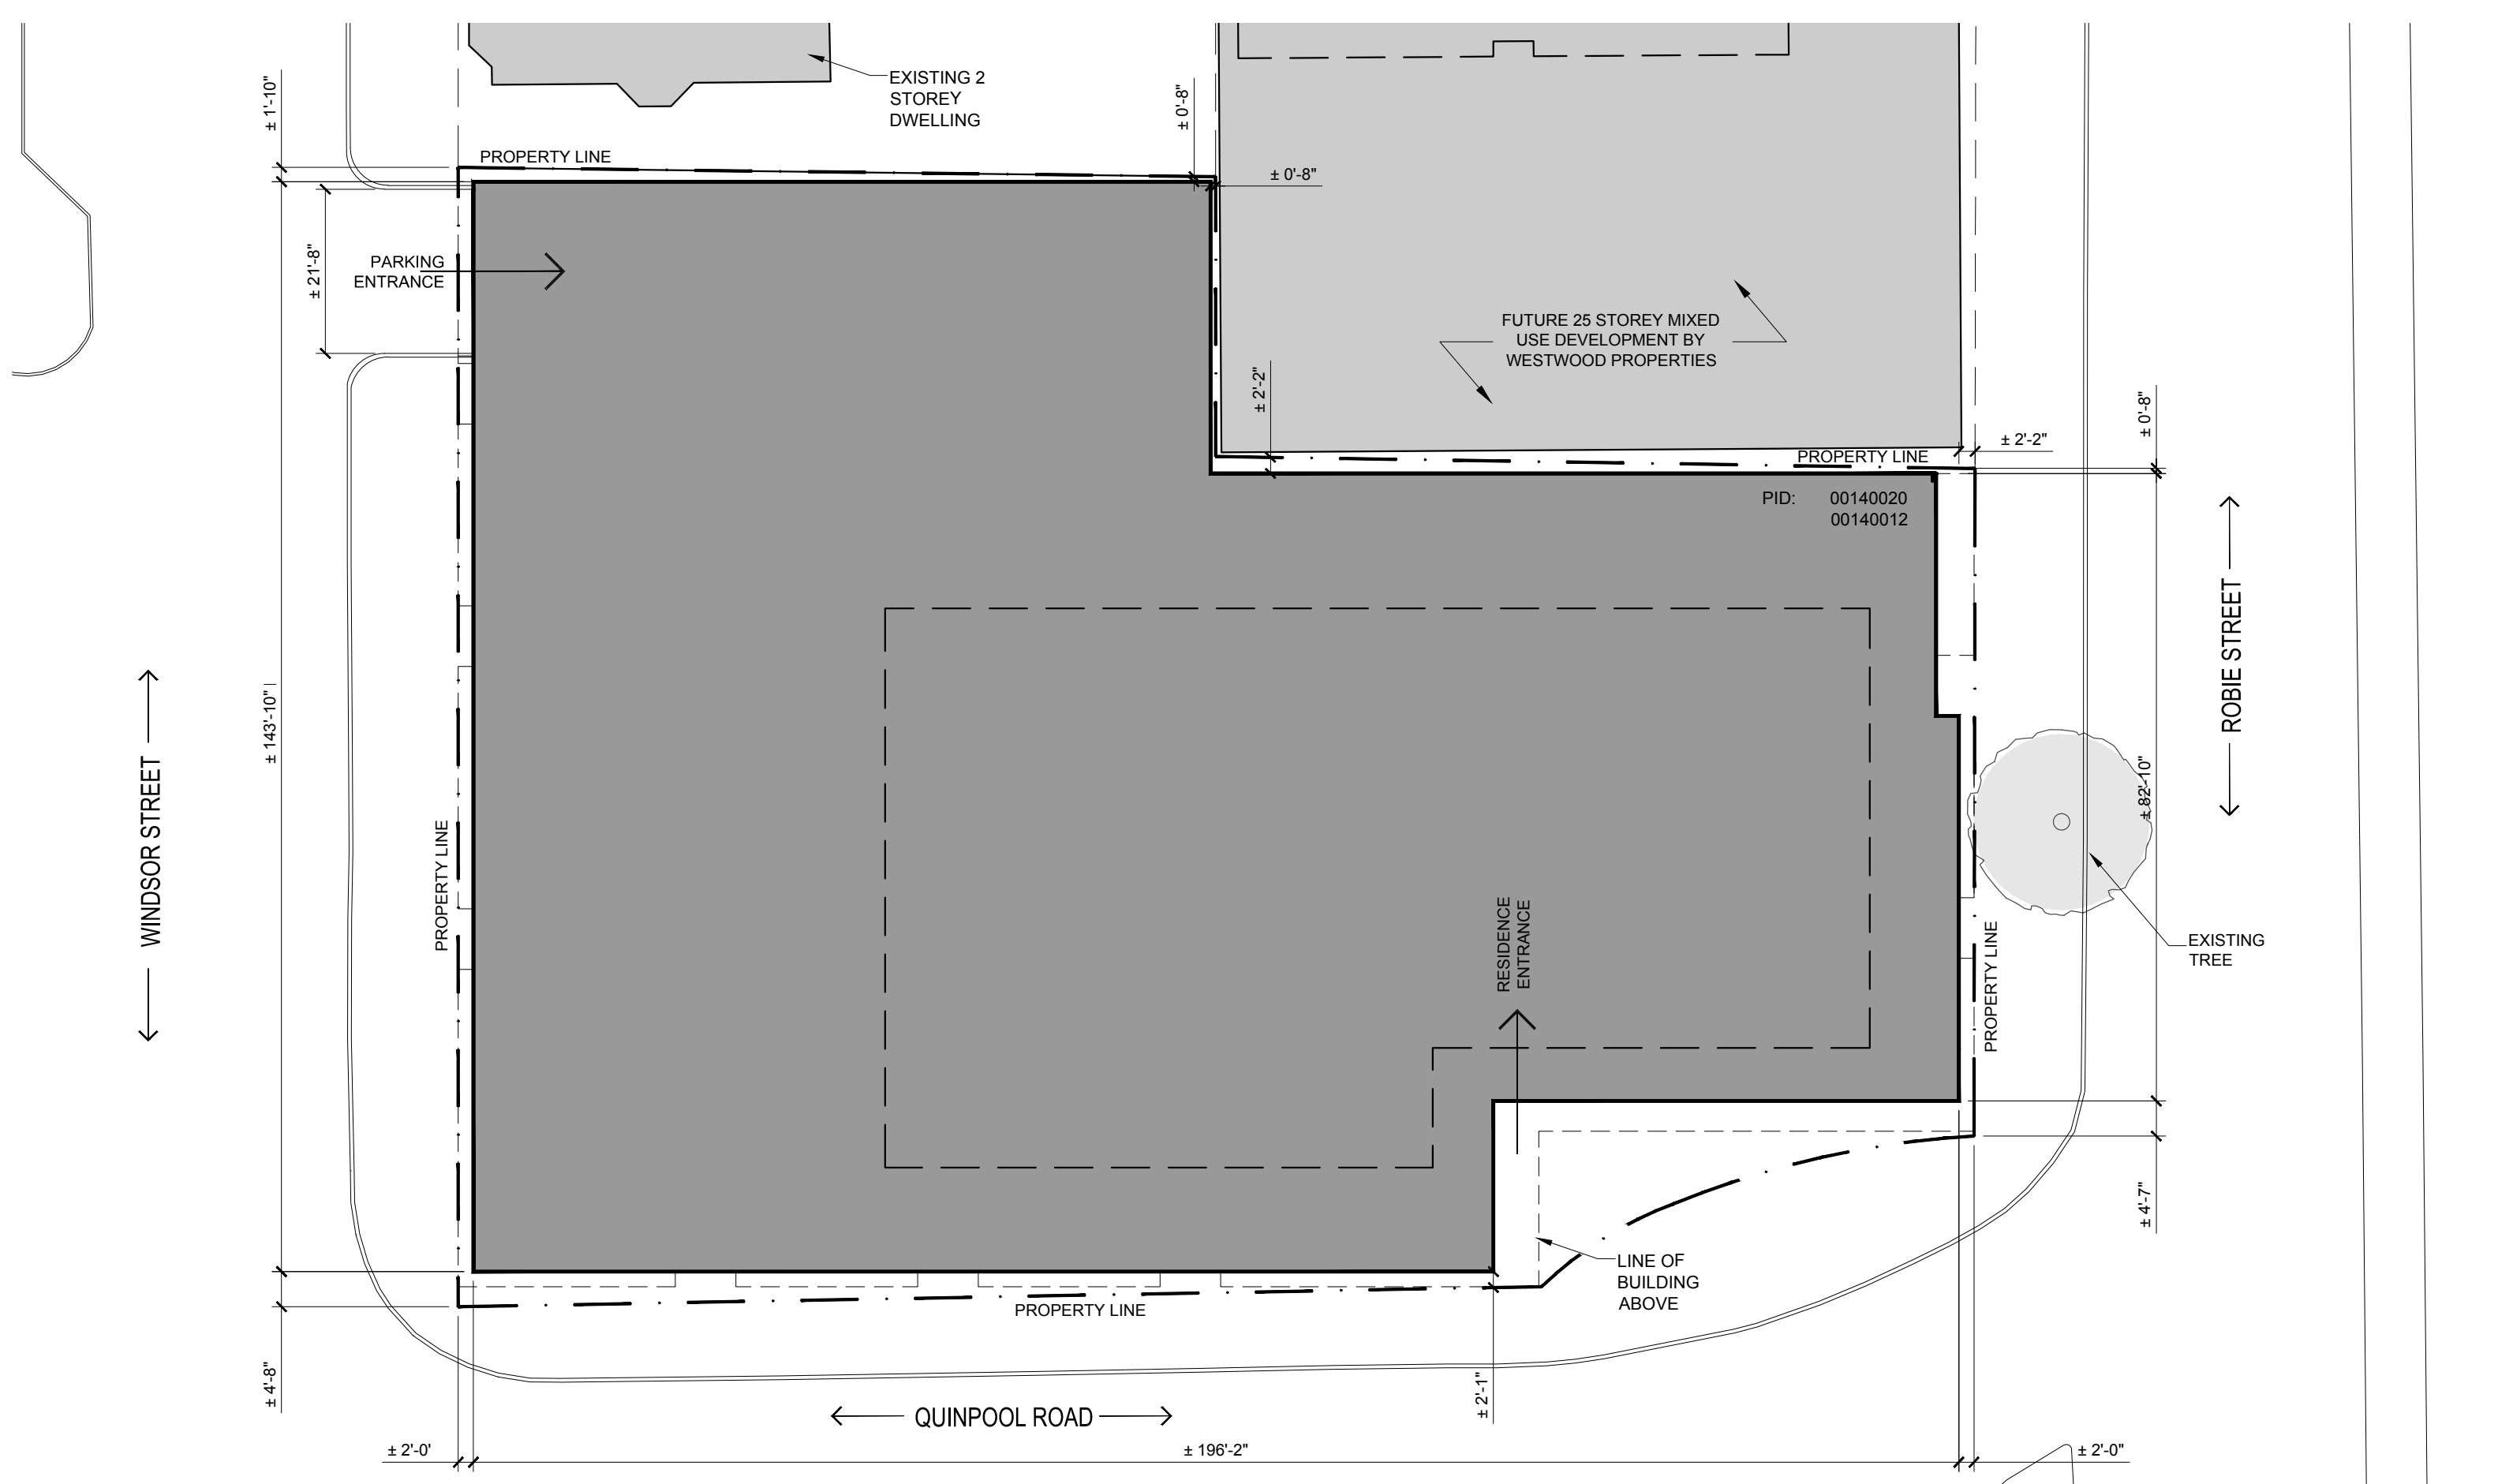 ± 1'-10"
EXISTING 2
STOREY
DWELLING
± 0'-8"
PROPERTY LINE
± 0'-8"
± 21'-8"
PARKING
ENTRANCE
FUTURE 25 STOREY MIXED
USE DEVELOPMENT BY
WESTWOOD PROPERTIES
± 2'-2"
± 0'-8"
± 2'-2"
PROPERTY LINE
PID: 00140020
00140012
ROBIE STREET
± 143'-10"
WINDSOR STREET
PROPERTY LINE
± 82'-10"
RESIDENCE
ENTRANCE
EXISTING
TREE
PROPERTY LINE
± 4'-7"
LINE OF
BUILDING
ABOVE
PROPERTY LINE
± 4'-8"
± 2'-1"
QUINPOOL ROAD
± 2'-0'
± 196'-2"
± 2'-0"